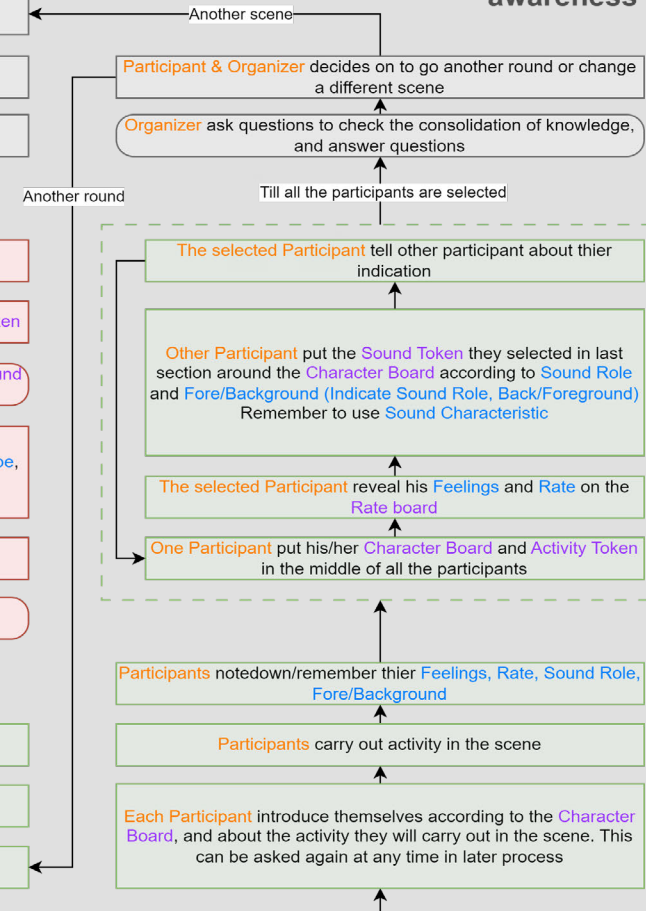 awareness
Another scene
Participant & Organizer decides on to go another round or change
a different scene
Organizer ask questions to check the consolidation of knowledge,
and answer questions
Another round
Till all the participants are selected
The selected Participant tell other participant about thier
indication
en
Other Participant put the Sound Token they selected in last
section around the Character Board according to Sound Role
and Fore/Background (Indicate Sound Role, Back/Foreground)
Remember to use Sound Characteristic
und
pe,
The selected Participant reveal his Feelings and Rate on the
Rate board
One Participant put his/her Character Board and Activity Token
in the middle of all the participants
Participants notedown/remember thier Feelings, Rate, Sound Role,
Fore/Background
Participants carry out activity in the scene
Each Participant introduce themselves according to the Character
Board, and about the activity they will carry out in the scene. This
can be asked again at any time in later process